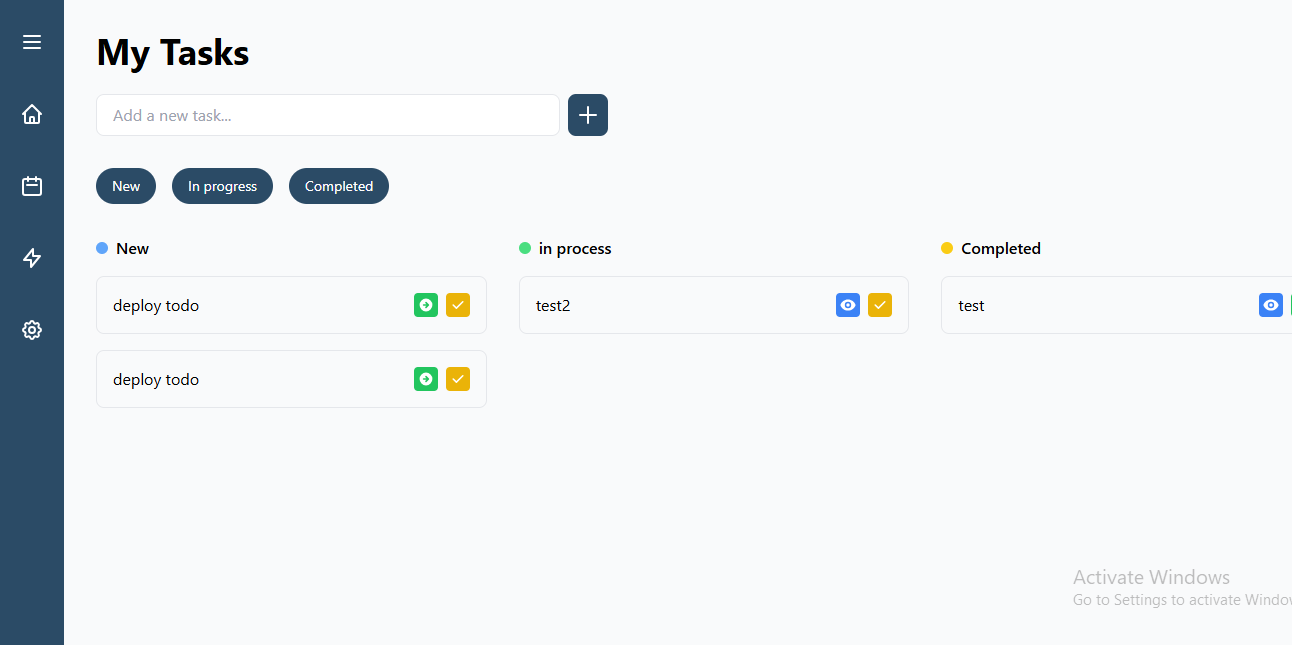 My Tasks
Add a new task...
New In progress Completed
New
deploy todo
deploy todo
in process
test2
Completed
test
Activate Windows
Go to Settings to activate